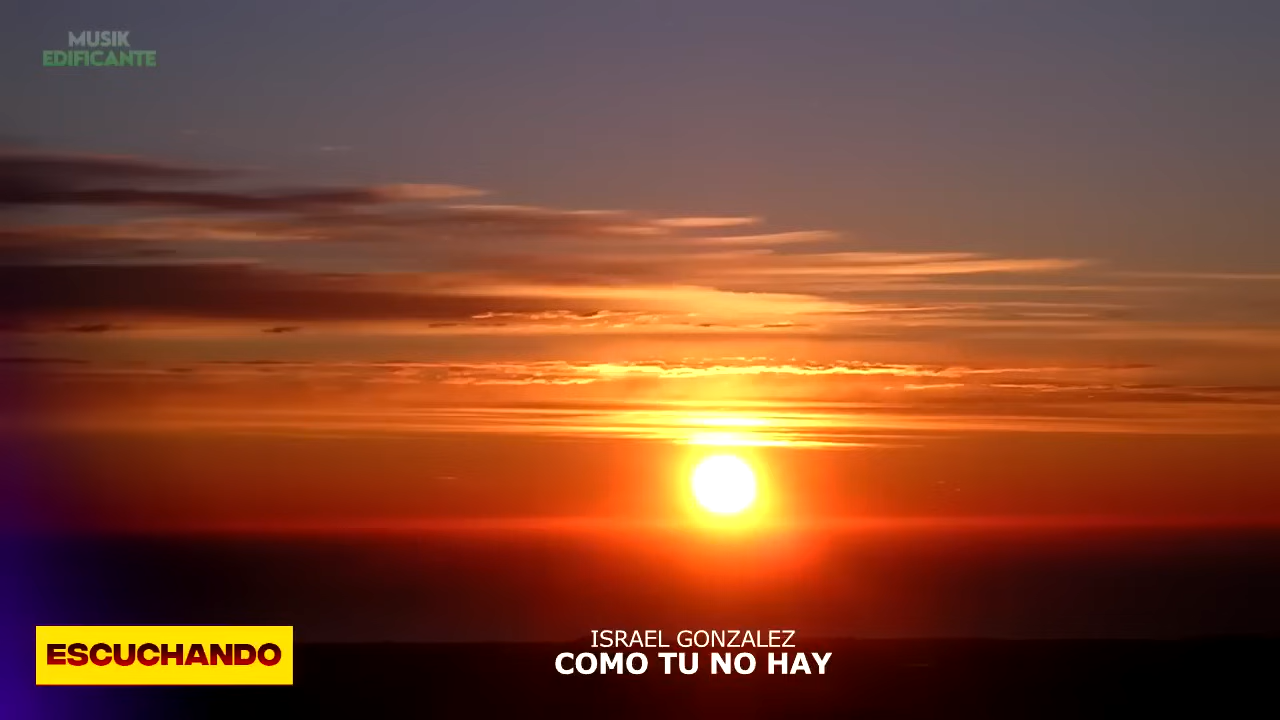 MUSIK
EDIFICANTE
ESCUCHANDO
ISRAEL GONZALEZ
COMO TU NO HAY